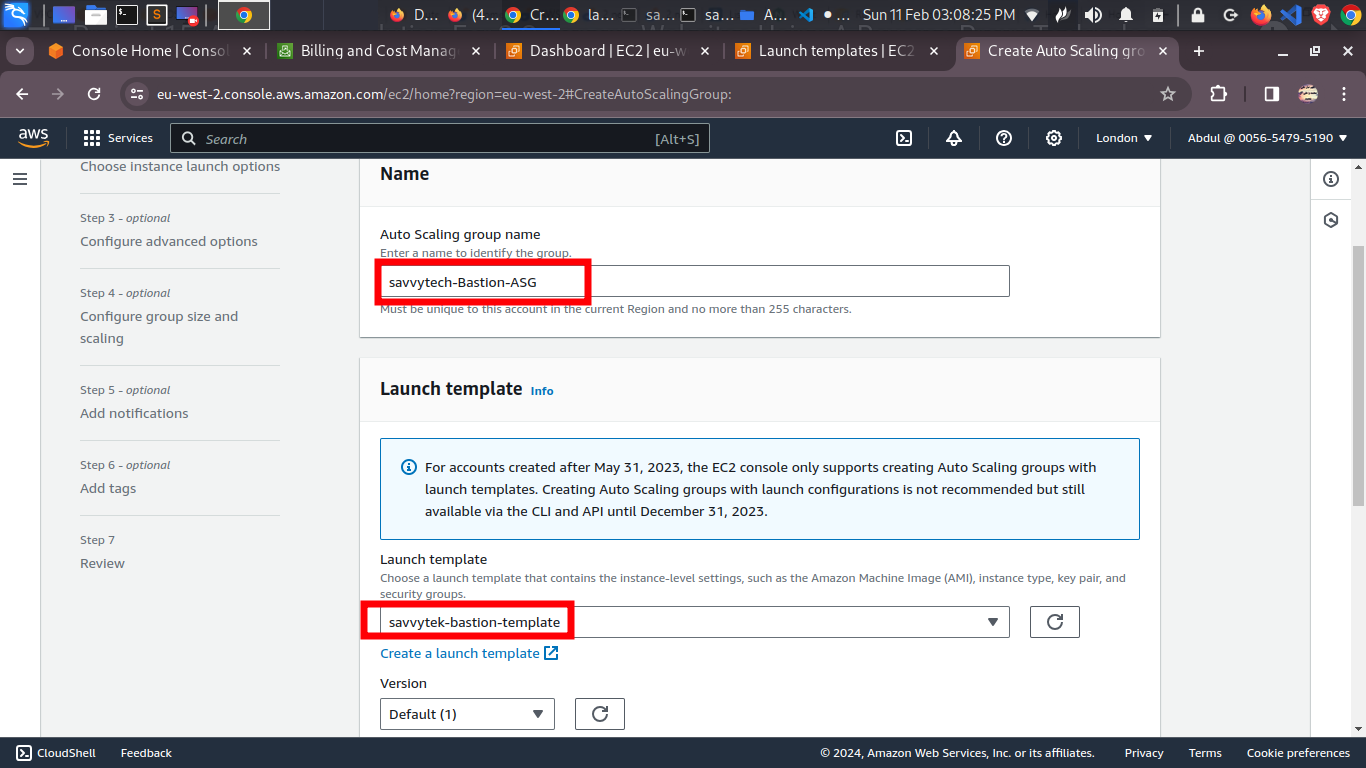 D...
(4...
Cr...
la...
sa...
sa...
A...
...
Sun 11 Feb 03:08:25 PM
Console Home | Consol
Billing and Cost Manag
Dashboard | EC2 | eu-w
Launch templates | EC2
Create Auto Scaling gro
eu-west-2.console.aws.amazon.com/ec2/home?region=eu-west-2#CreateAutoScalingGroup:
aws
Services
Search
[Alt+S]
London
Abdul @ 0056-5479-5190
Choose instance launch options
Step 3 - optional
Configure advanced options
Step 4 - optional
Configure group size and
scaling
Step 5 - optional
Add notifications
Step 6 - optional
Add tags
Step 7
Review
Name
Auto Scaling group name
Enter a name to identify the group.
savvytech-Bastion-ASG
Must be unique to this account in the current Region and no more than 255 characters.
Launch template Info
For accounts created after May 31, 2023, the EC2 console only supports creating Auto Scaling groups with
launch templates. Creating Auto Scaling groups with launch configurations is not recommended but still
available via the CLI and API until December 31, 2023.
Launch template
Choose a launch template that contains the instance-level settings, such as the Amazon Machine Image (AMI), instance type, key pair, and
security groups.
savvytek-bastion-template
Create a launch template
Version
Default (1)
CloudShell
Feedback
© 2024, Amazon Web Services, Inc. or its affiliates.
Privacy
Terms
Cookie preferences